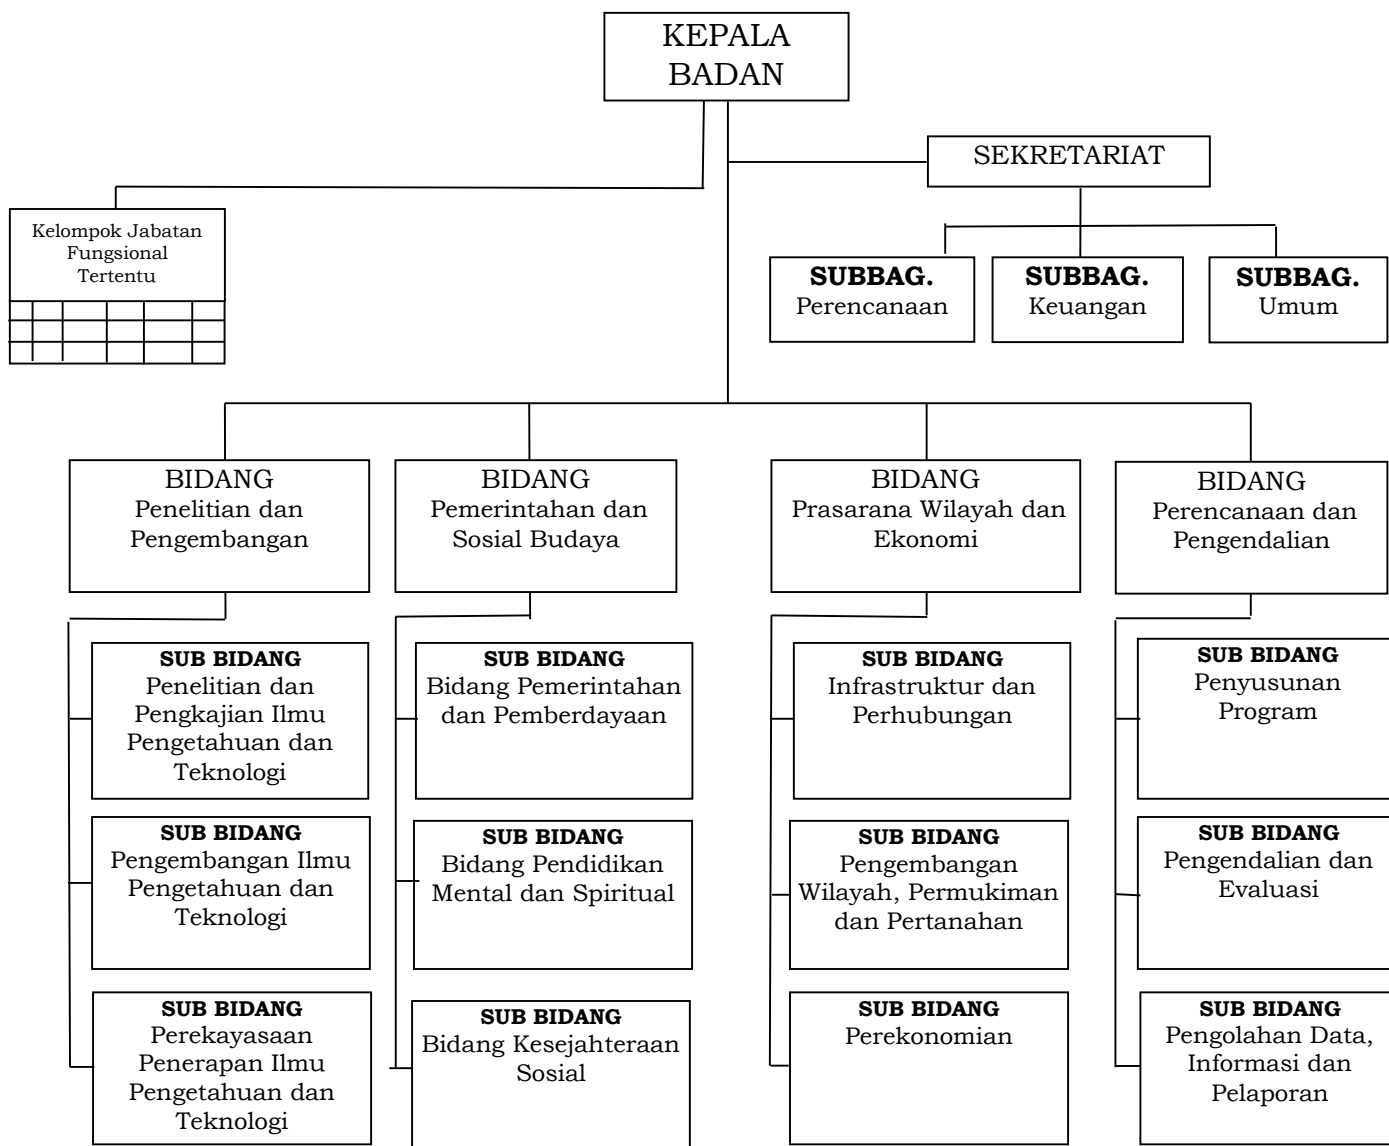 KEPALA
BADAN
SEKRETARIAT
Kelompok Jabatan
Fungsional
Tertentu
SUBBAG.
Perencanaan
SUBBAG.
Keuangan
SUBBAG.
Umum
BIDANG
Penelitian dan
Pengembangan
BIDANG
Pemerintahan dan
Sosial Budaya
BIDANG
Prasarana Wilayah dan
Ekonomi
BIDANG
Perencanaan dan
Pengendalian
SUB BIDANG
Penelitian dan
Pengkajian Ilmu
Pengetahuan dan
Teknologi
SUB BIDANG
Bidang Pemerintahan
dan Pemberdayaan
SUB BIDANG
Infrastruktur dan
Perhubungan
SUB BIDANG
Penyusunan
Program
SUB BIDANG
Pengembangan Ilmu
Pengetahuan dan
Teknologi
SUB BIDANG
Bidang Pendidikan
Mental dan Spiritual
SUB BIDANG
Pengembangan
Wilayah, Permukiman
dan Pertanahan
SUB BIDANG
Pengendalian dan
Evaluasi
SUB BIDANG
Perekayasaan
Penerapan Ilmu
Pengetahuan dan
Teknologi
SUB BIDANG
Bidang Kesejahteraan
Sosial
SUB BIDANG
Perekonomian
SUB BIDANG
Pengolahan Data,
Informasi dan
Pelaporan